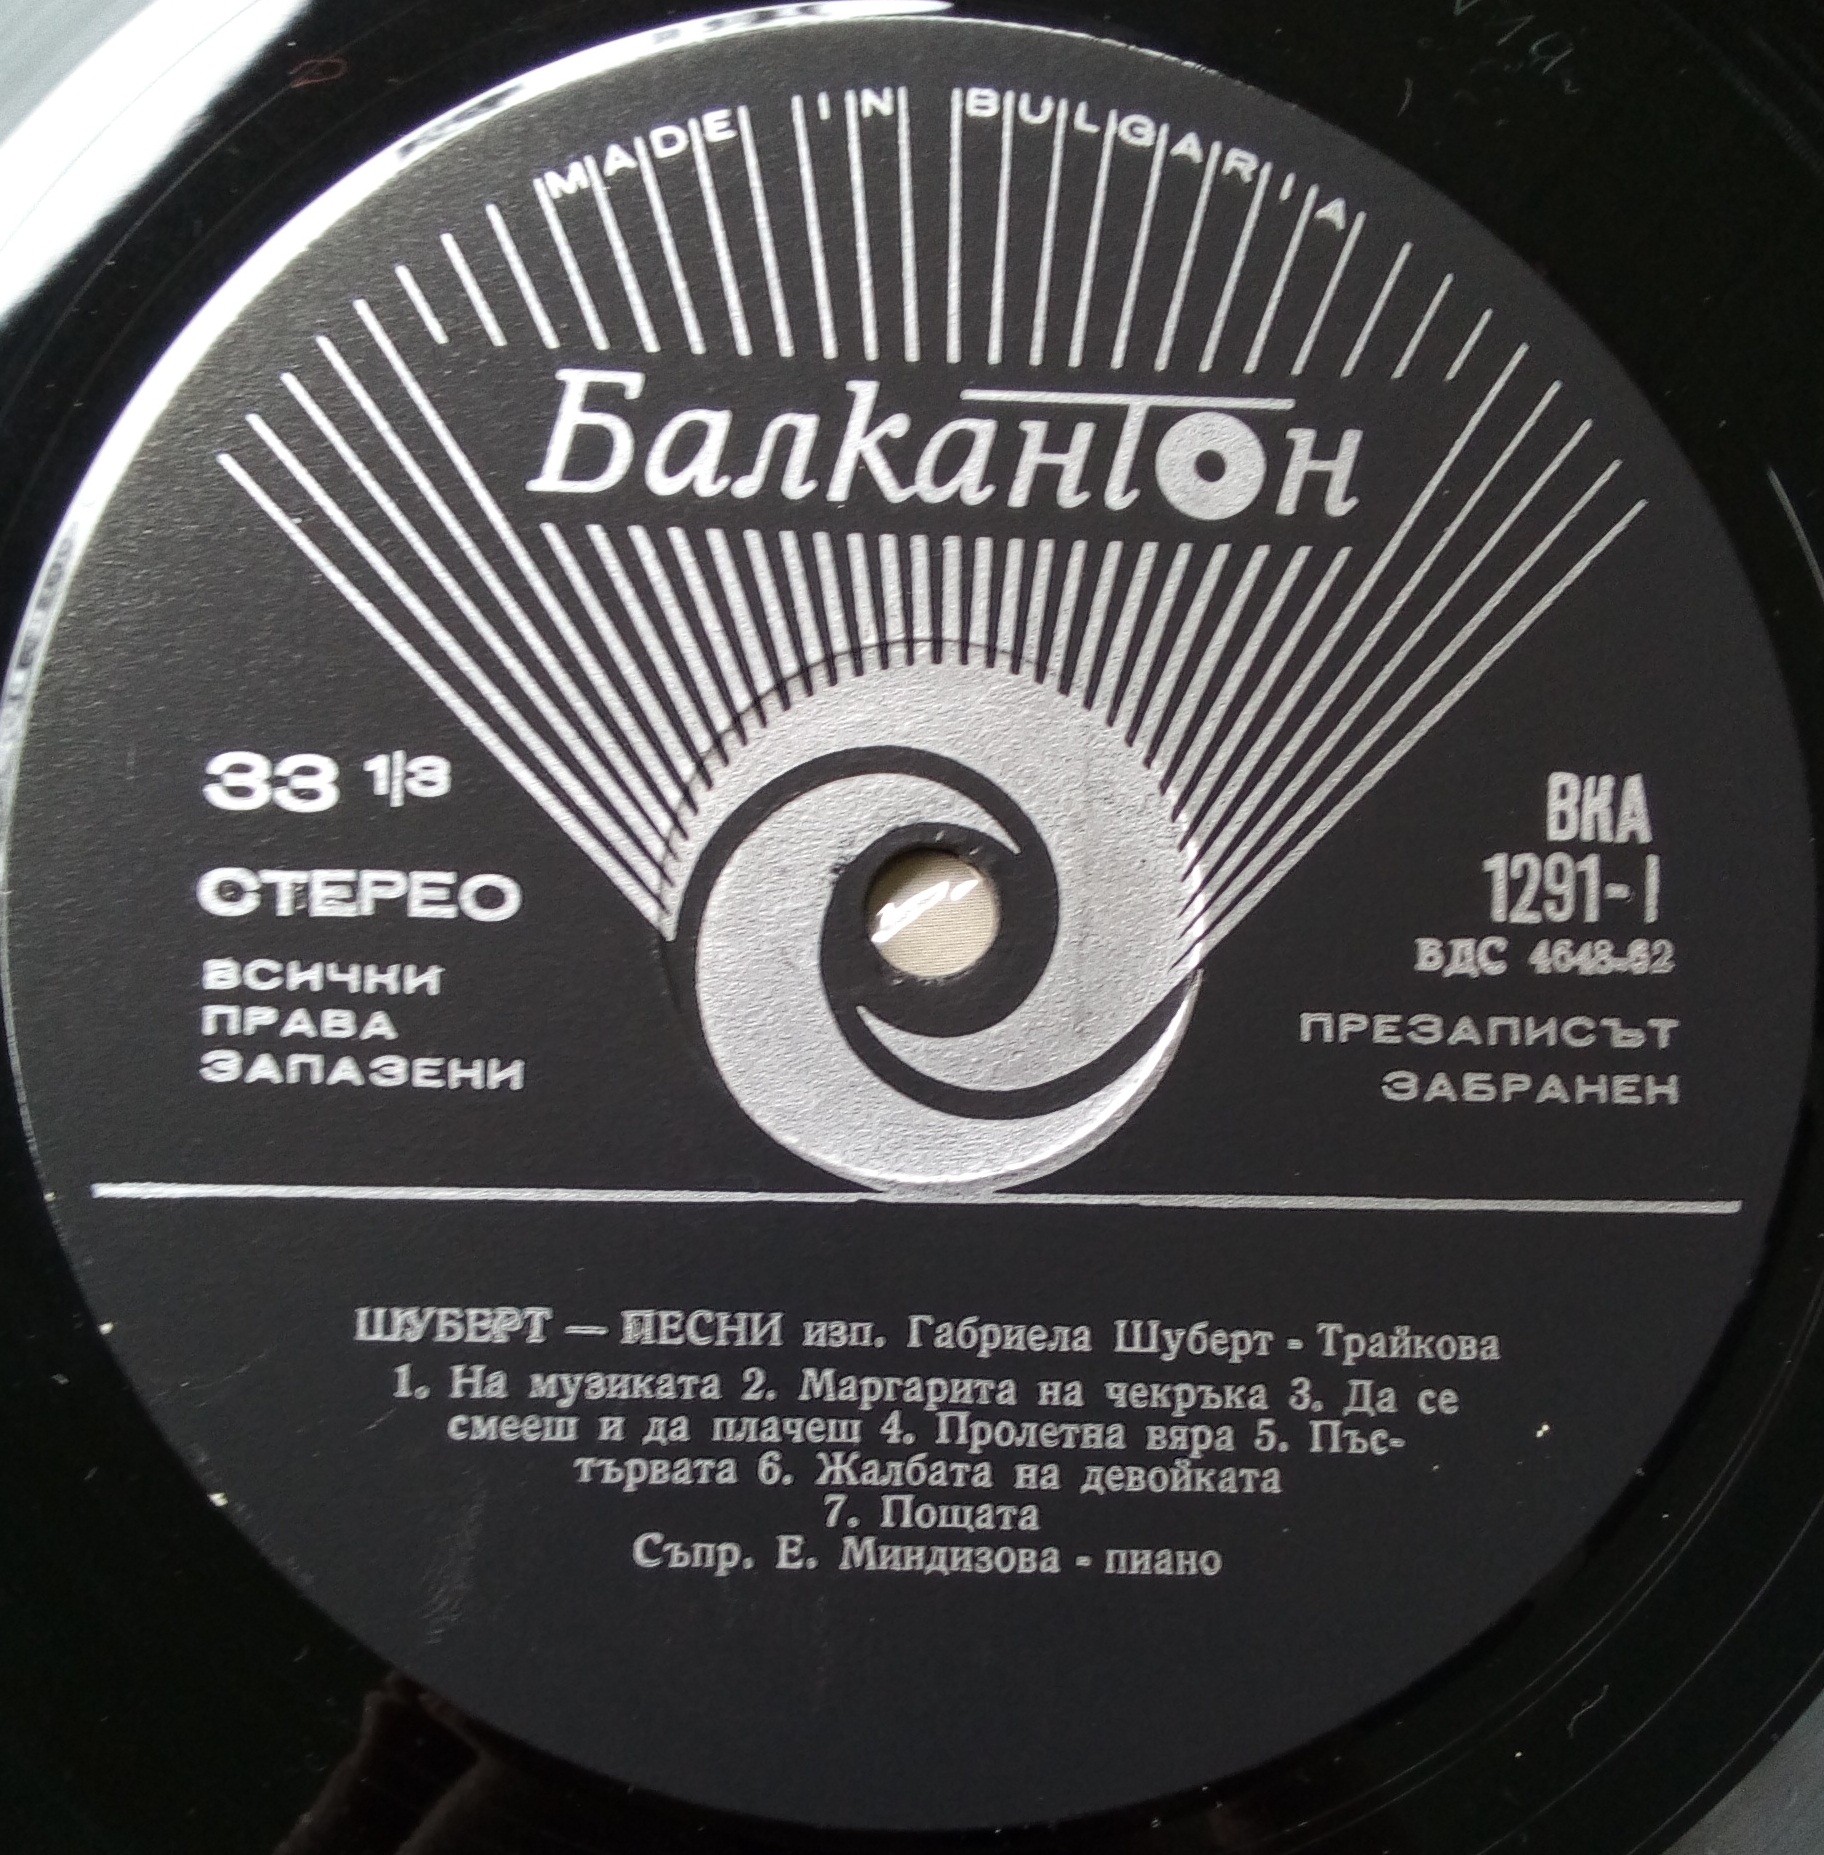 MADE IN BULGARIA
Балкантон
33 1/3
СТЕРЕО
ВСИЧКИ
ПРАВА
ЗАПАЗЕНИ
ВКА
1291-I
БДС 4648-62
ПРЕЗАПИСЪТ
ЗАБРАНЕН
ШУБЕРТ — ПЕСНИ изп. Габриела Шуберт - Трайкова
1. На музиката 2. Маргарита на чекръка 3. Да се
смееш и да плачеш 4. Пролетна вяра 5. Пъс-
тървата 6. Жалбата на девойката
7. Пощата
Съпр. Е. Миндизова - пиано